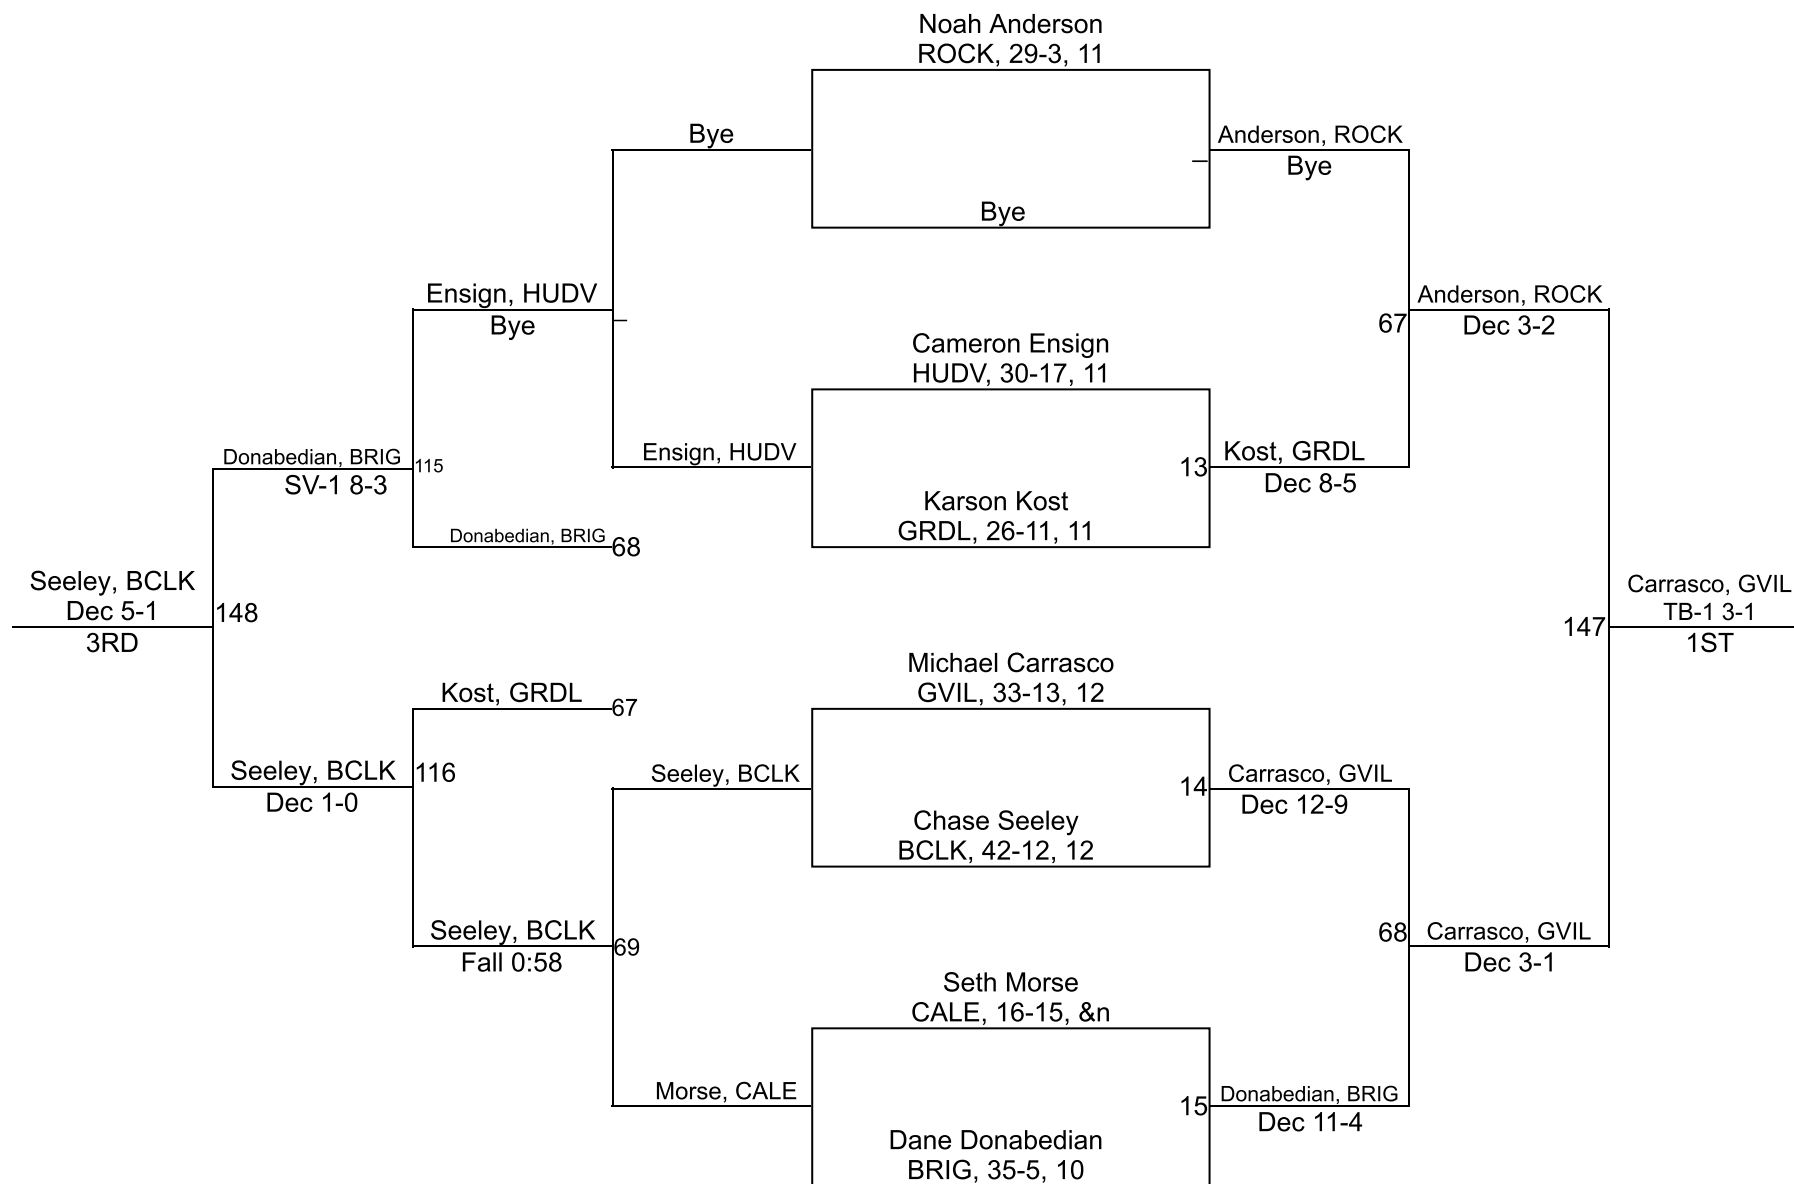 Noah Anderson
ROCK, 29-3, 11
Bye
Anderson, ROCK
Bye
Bye
Ensign, HUDV
Bye
Anderson, ROCK
67
Dec 3-2
Cameron Ensign
HUDV, 30-17, 11
Ensign, HUDV
13
Kost, GRDL
Dec 8-5
Donabedian, BRIG
115
SV-1 8-3
Karson Kost
GRDL, 26-11, 11
Donabedian, BRIG
68
Seeley, BCLK
Dec 5-1
148
3RD
Carrasco, GVIL
TB-1 3-1
147
1ST
Michael Carrasco
GVIL, 33-13, 12
Kost, GRDL
67
Seeley, BCLK
116
Dec 1-0
Seeley, BCLK
14
Carrasco, GVIL
Dec 12-9
Chase Seeley
BCLK, 42-12, 12
Seeley, BCLK
69
Fall 0:58
68
Carrasco, GVIL
Dec 3-1
Seth Morse
CALE, 16-15, &n
Morse, CALE
15
Donabedian, BRIG
Dec 11-4
Dane Donabedian
BRIG, 35-5, 10